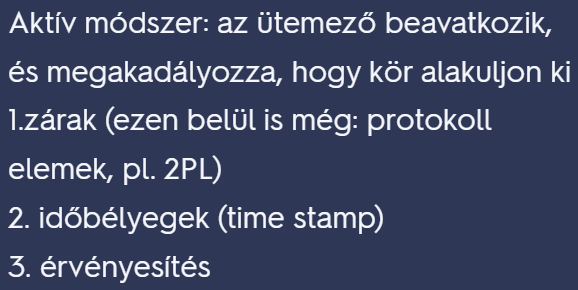 Aktív módszer: az ütemező beavatkozik,
és megakadályozza, hogy kör alakuljon ki
1.zárak (ezen belül is még: protokoll
elemek, pl. 2PL)
2. időbélyegek (time stamp)
3. érvényesítés